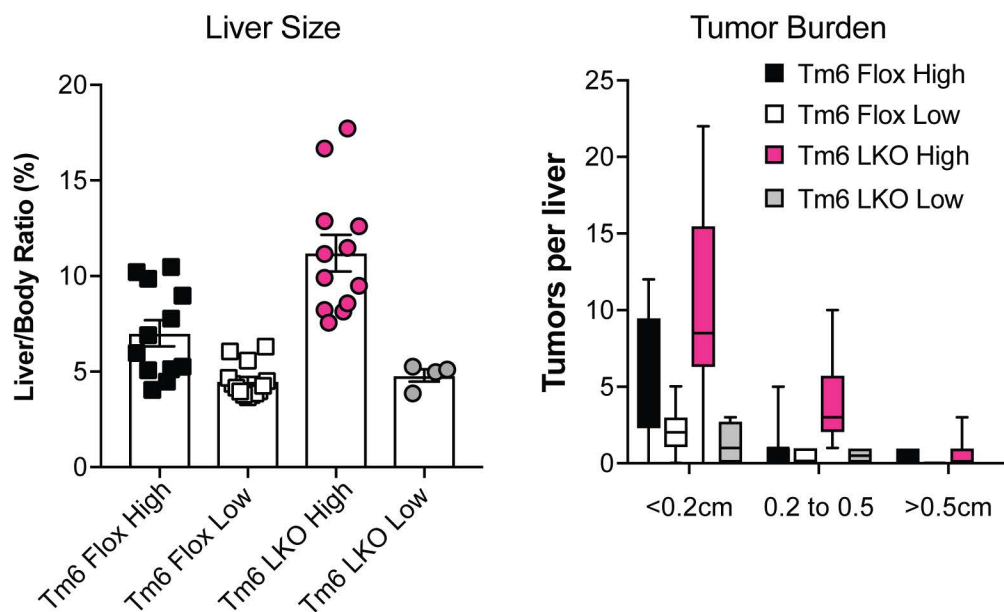 Liver Size
Liver/Body Ratio (%)
20
15
10
5
0
Tm6 Flox High
Tm6 Flox Low
Tm6 LKO High
Tm6 LKO Low
Tumor Burden
Tumors per liver
25
20
15
10
5
0
Tm6 Flox High
Tm6 Flox Low
Tm6 LKO High
Tm6 LKO Low
<0.2cm
0.2 to 0.5
>0.5cm